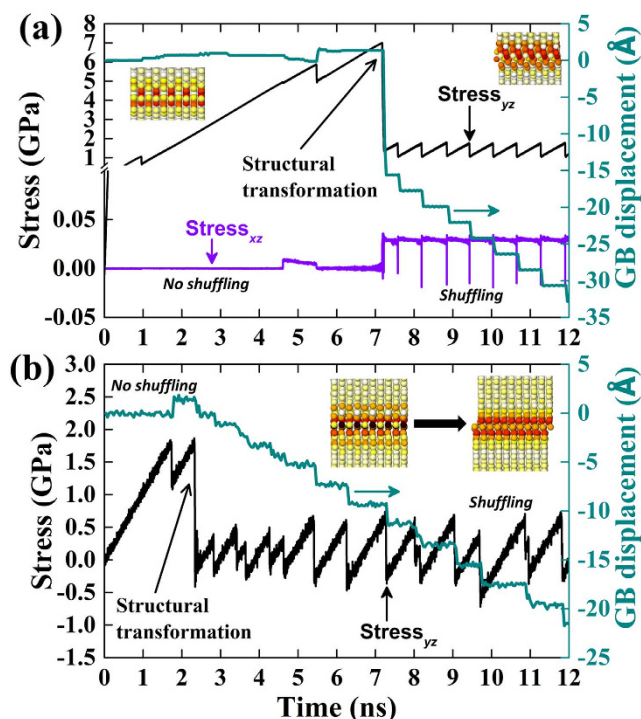 (a)
8
7
6
5
4
3
2
1
0.05
0.00
-0.05
Stress (GPa)
5
0
-5
-10
-15
-20
-25
-30
-35
GB displacement (Å)
Stressyz
Structural
transformation
Stressxz
No shuffling
Shuffling
0 1 2 3 4 5 6 7 8 9 10 11 12
(b)
3.0
2.5
2.0
1.5
1.0
0.5
0.0
-0.5
-1.0
-1.5
Stress (GPa)
5
0
-5
-10
-15
-20
-25
GB displacement (Å)
No shuffling
Shuffling
Structural
transformation
Stressyz
0 1 2 3 4 5 6 7 8 9 10 11 12
Time (ns)